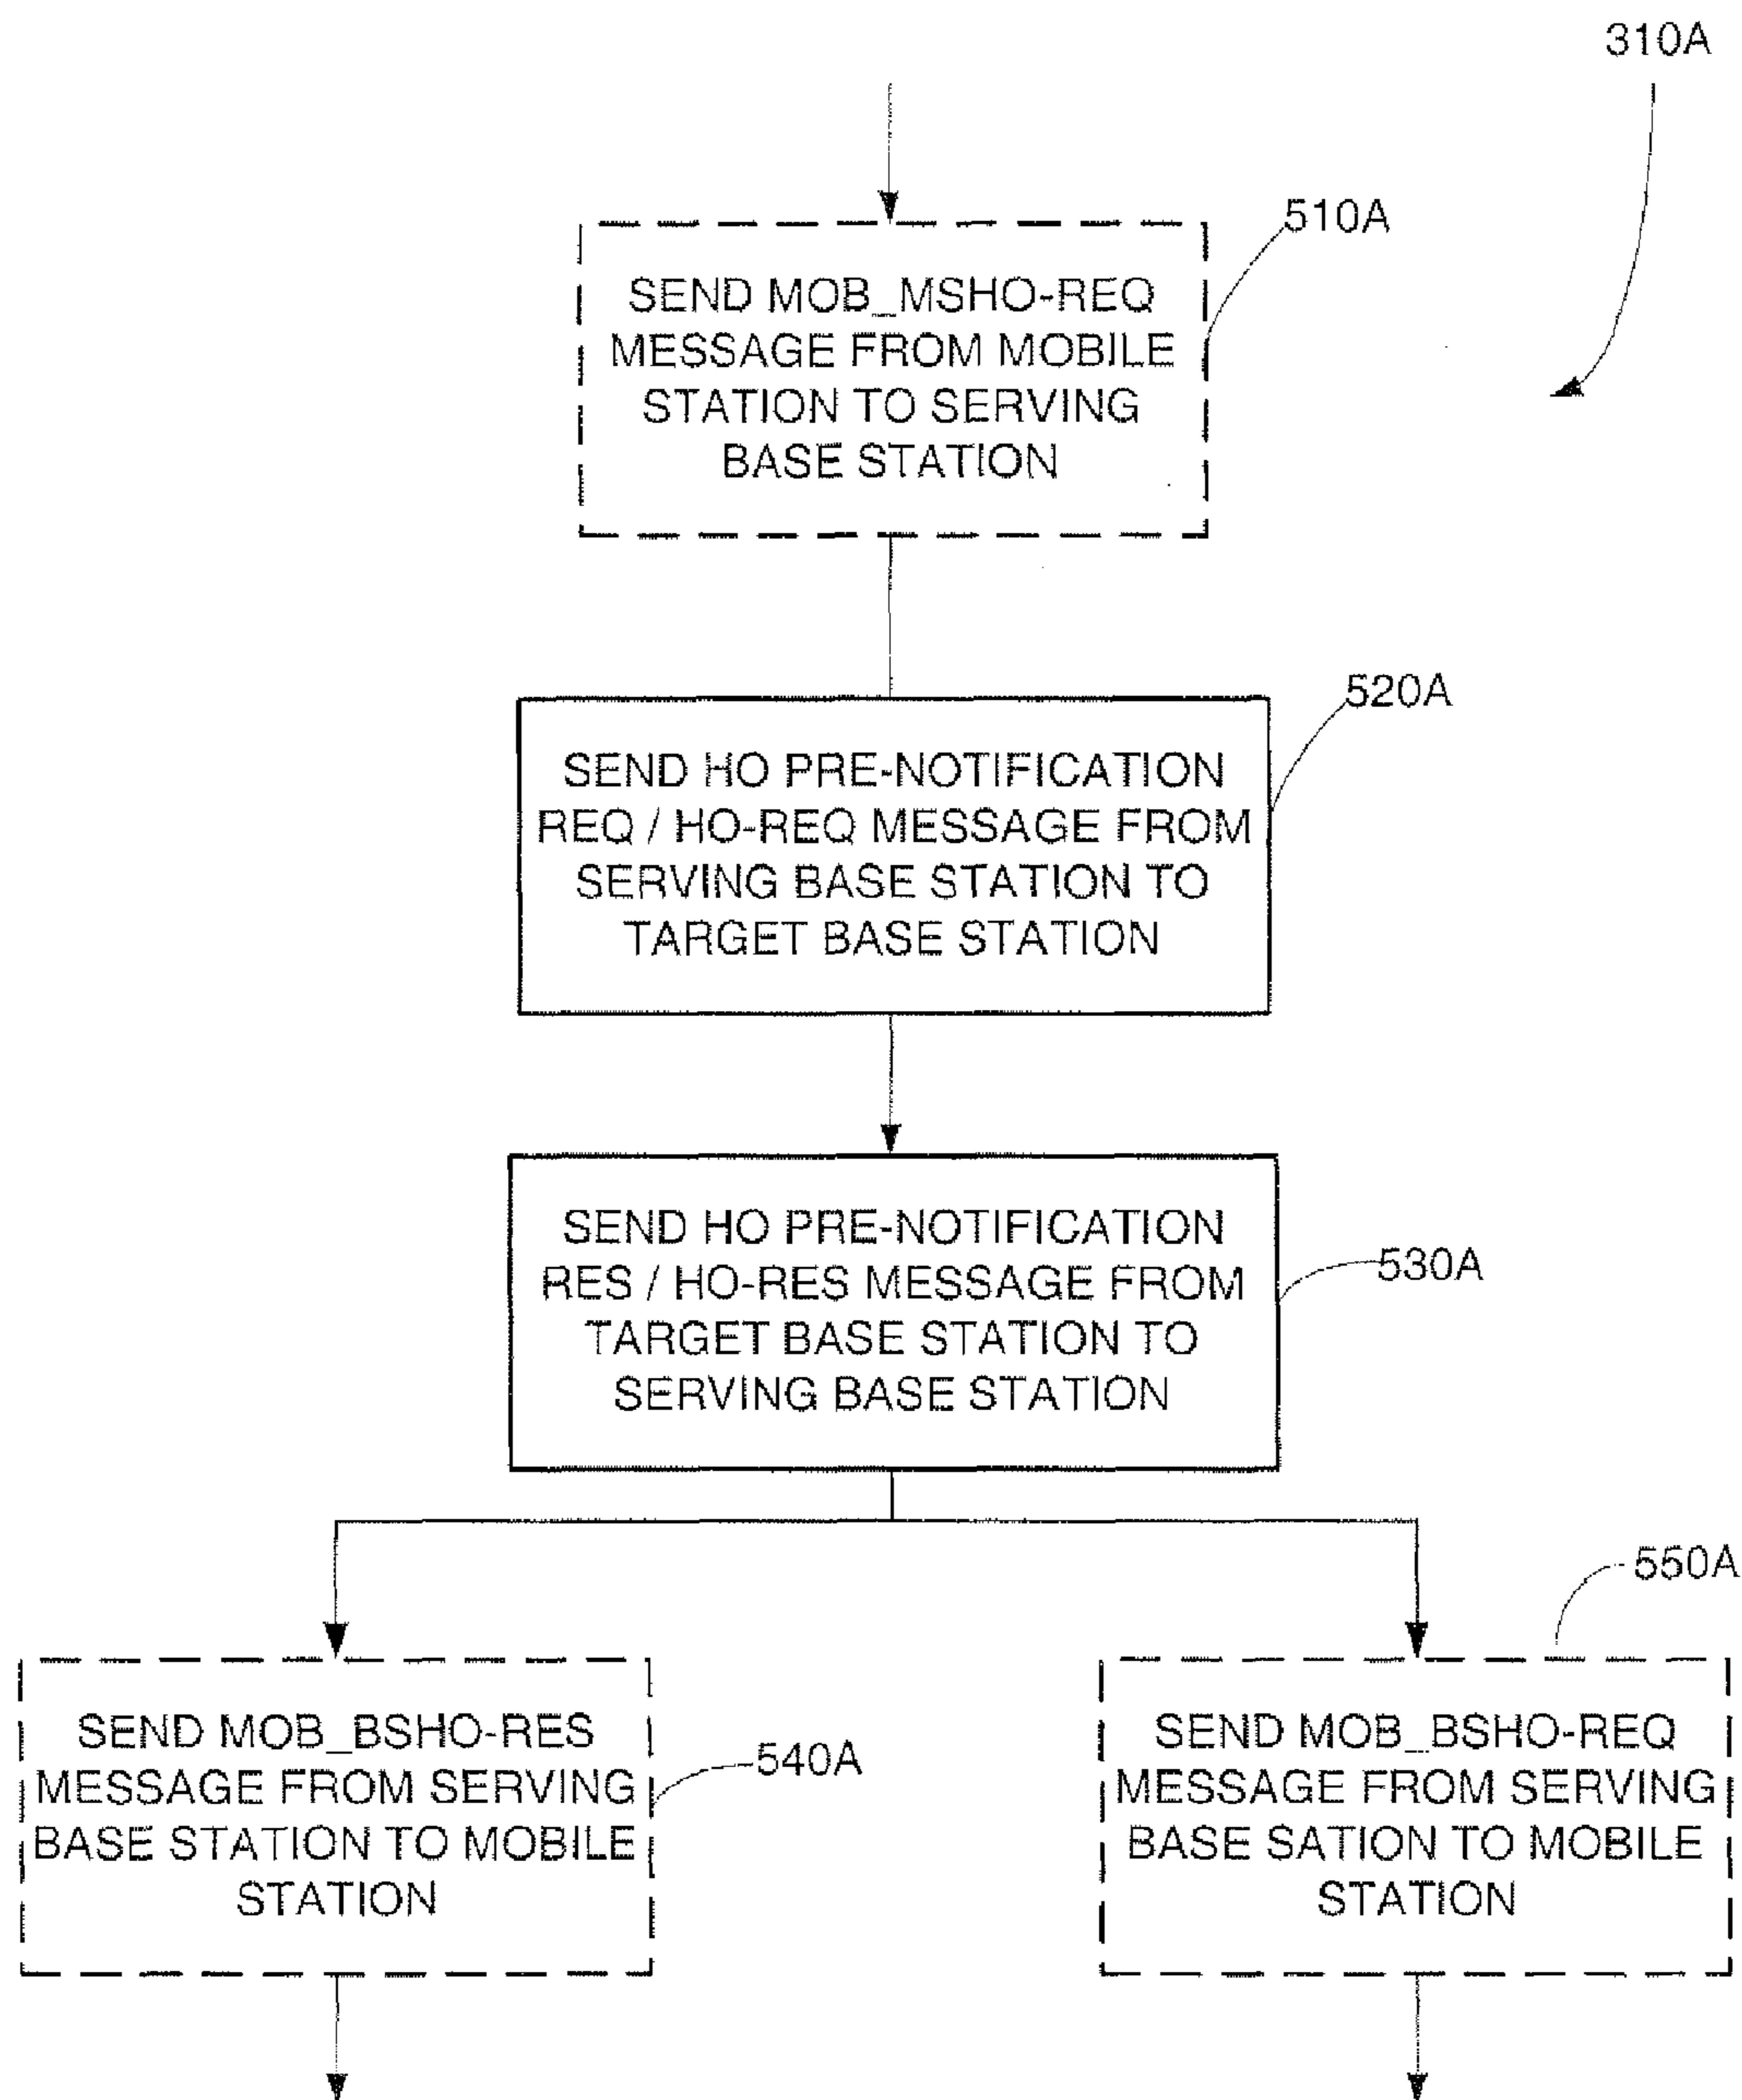 310A
510A
SEND MOB_MSHO-REQ
MESSAGE FROM MOBILE
STATION TO SERVING
BASE STATION
520A
SEND HO PRE-NOTIFICATION
REQ / HO-REQ MESSAGE FROM
SERVING BASE STATION TO
TARGET BASE STATION
SEND HO PRE-NOTIFICATION
RES / HO-RES MESSAGE FROM
TARGET BASE STATION TO
SERVING BASE STATION
530A
550A
SEND MOB_BSHO-RES
MESSAGE FROM SERVING
BASE STATION TO MOBILE
STATION
540A
SEND MOB_BSHO-REQ
MESSAGE FROM SERVING
BASE SATION TO MOBILE
STATION